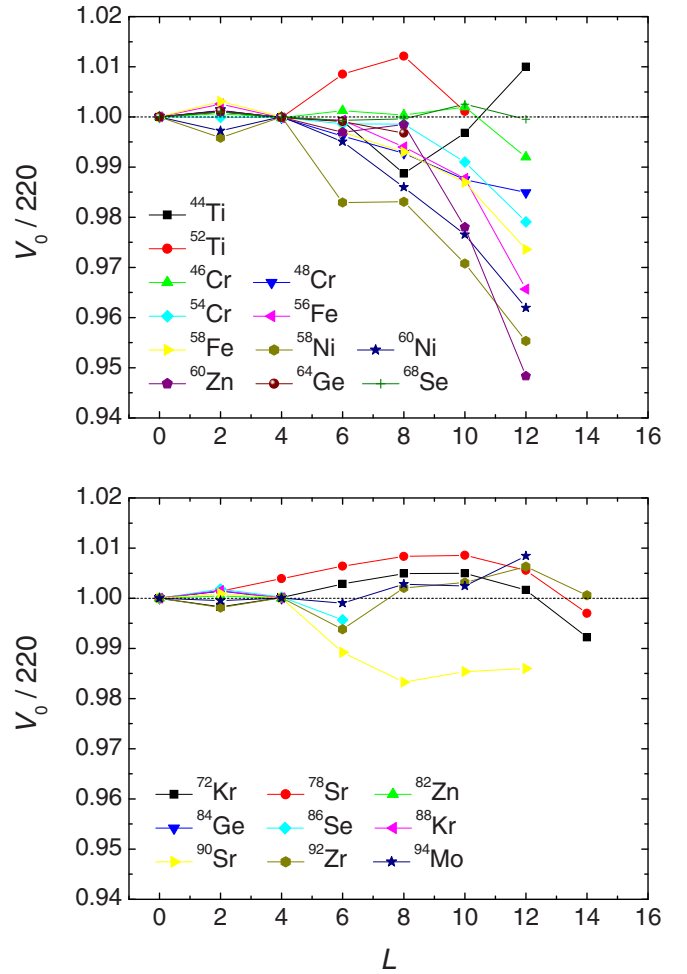 1.02
1.01
1.00
0.99
0.98
0.97
0.96
0.95
0.94
V₀ / 220
⁴⁴Ti
⁵²Ti
⁴⁶Cr ⁴⁸Cr
⁵⁴Cr ⁵⁶Fe
⁵⁸Fe ⁵⁸Ni ⁶⁰Ni
⁶⁰Zn ⁶⁴Ge ⁶⁸Se
0 2 4 6 8 10 12 14 16
1.02
1.01
1.00
0.99
0.98
0.97
0.96
0.95
0.94
V₀ / 220
⁷²Kr ⁷⁸Sr ⁸²Zn
⁸⁴Ge ⁸⁶Se ⁸⁸Kr
⁹⁰Sr ⁹²Zr ⁹⁴Mo
0 2 4 6 8 10 12 14 16
L